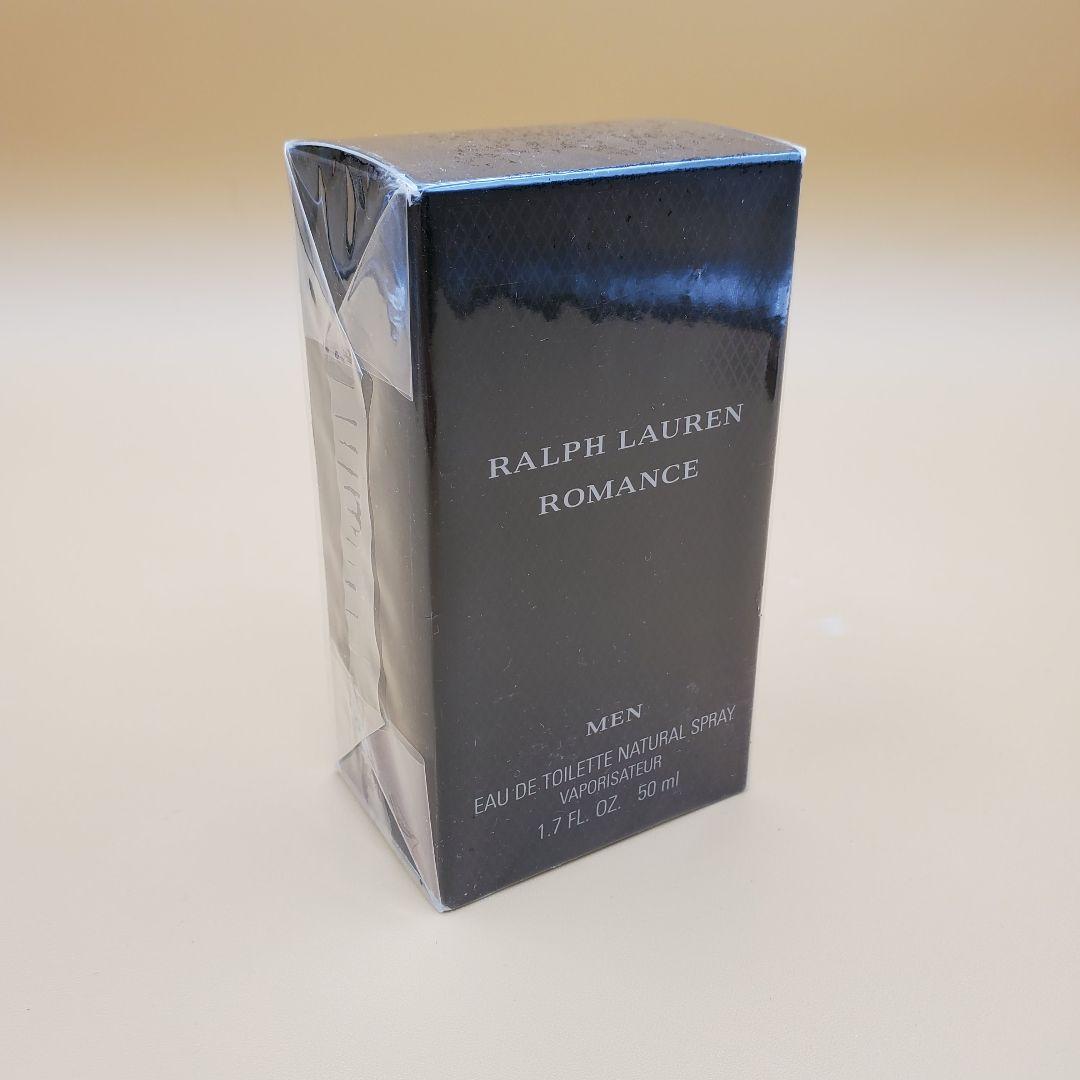 RALPH LAUREN
ROMANCE
MEN
EAU DE TOILETTE NATURAL SPRAY
VAPORISATEUR
1.7 FL. OZ. 50 ml